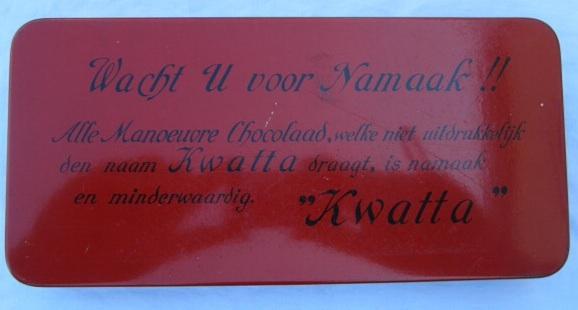 Wacht U voor Namaak!!
Alle Manoeuvre Chocolaad, welke niet uitdrukkelijk
den naam Kwatta draagt, is namaak
en minderwaardig.
"Kwatta"